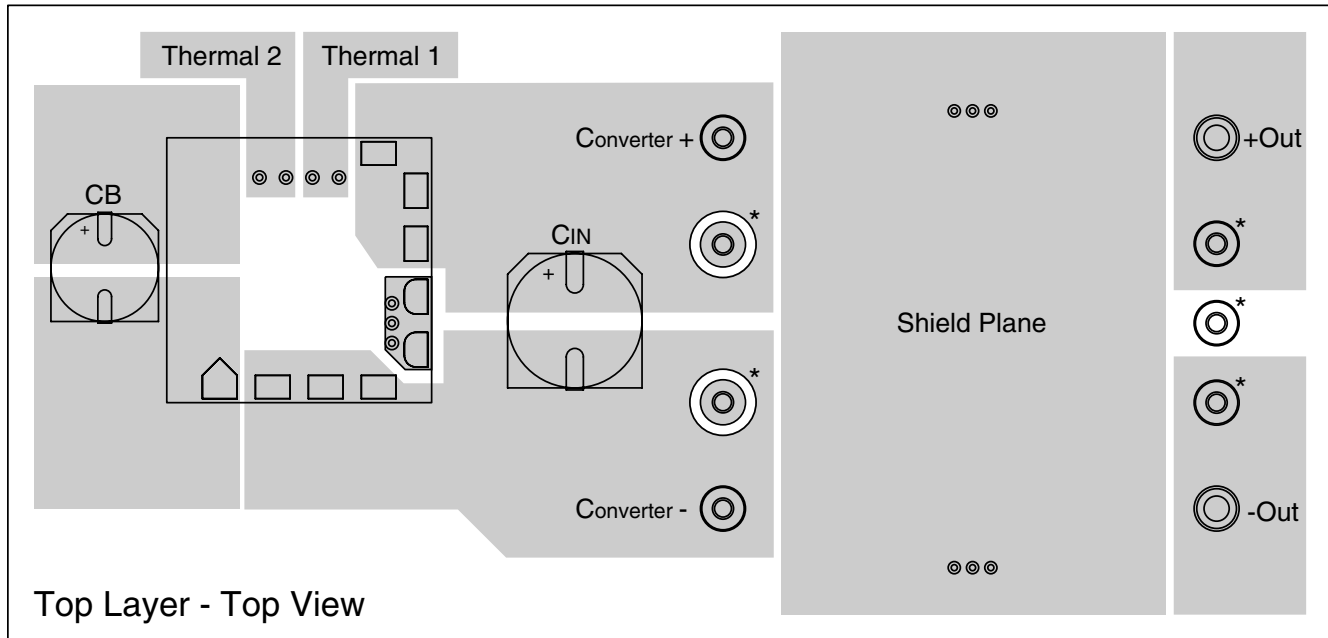 Thermal 2
Thermal 1
Converter +
+Out
*
*
CB
+
CIN
+
*
Shield Plane
*
*
Converter -
-Out
Top Layer - Top View